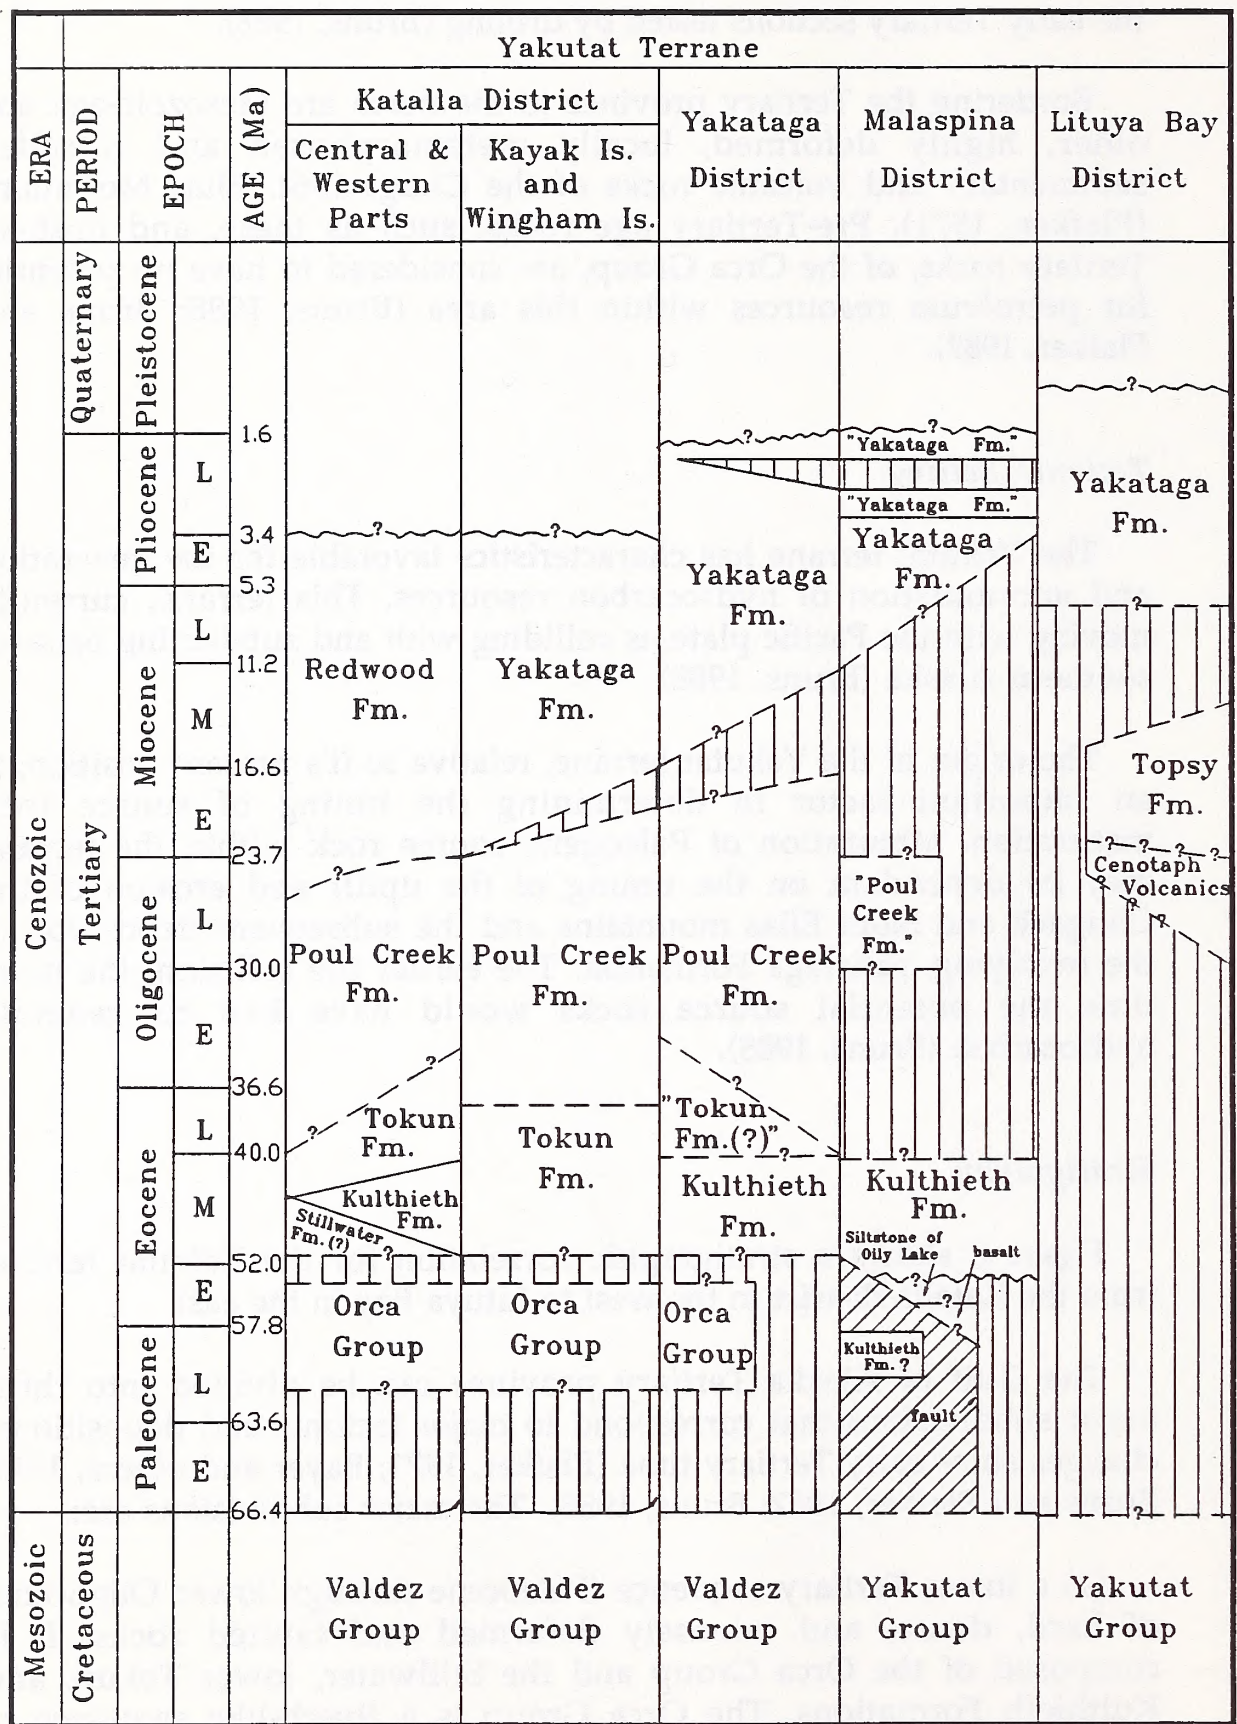 Yakutat Terrane
ERA
PERIOD
EPOCH
AGE (Ma)
Katalla District
Central &
Western
Parts
Kayak Is.
and
Wingham Is.
Yakataga
District
Malaspina
District
Lituya Bay
District
Cenozoic
Mesozoic
Quaternary
Tertiary
Cretaceous
Pleistocene
Pliocene
Miocene
Oligocene
Eocene
Paleocene
L
E
L
M
E
L
E
L
M
E
L
E
1.6
3.4
5.3
11.2
16.6
23.7
30.0
36.6
40.0
52.0
57.8
63.6
66.4
?
Redwood
Fm.
?
Poul Creek
Fm.
?
?
Tokun
Fm.
Kulthieth
Fm.
Stillwater
Fm. (?)
?
Orca
Group
?
Valdez
Group
?
Yakataga
Fm.
Poul Creek
Fm.
Tokun
Fm.
?
Orca
Group
?
Valdez
Group
?
Yakataga
Fm.
?
?
Poul Creek
Fm.
?
"Tokun
Fm.(?)"
?
Kulthieth
Fm.
?
?
Orca
Group
?
Valdez
Group
?
"Yakataga Fm."
"Yakataga Fm."
Yakataga
Fm.
?
?
"Poul
Creek
Fm."
?
?
Kulthieth
Fm.
Siltstone of
Oily Lake
basalt
?
?
?
Kulthieth
Fm. ?
fault
Yakutat
Group
?
Yakataga
Fm.
?
Topsy
Fm.
? ? ? ?
Cenotaph
? Volcanics
? ?
?
Yakutat
Group